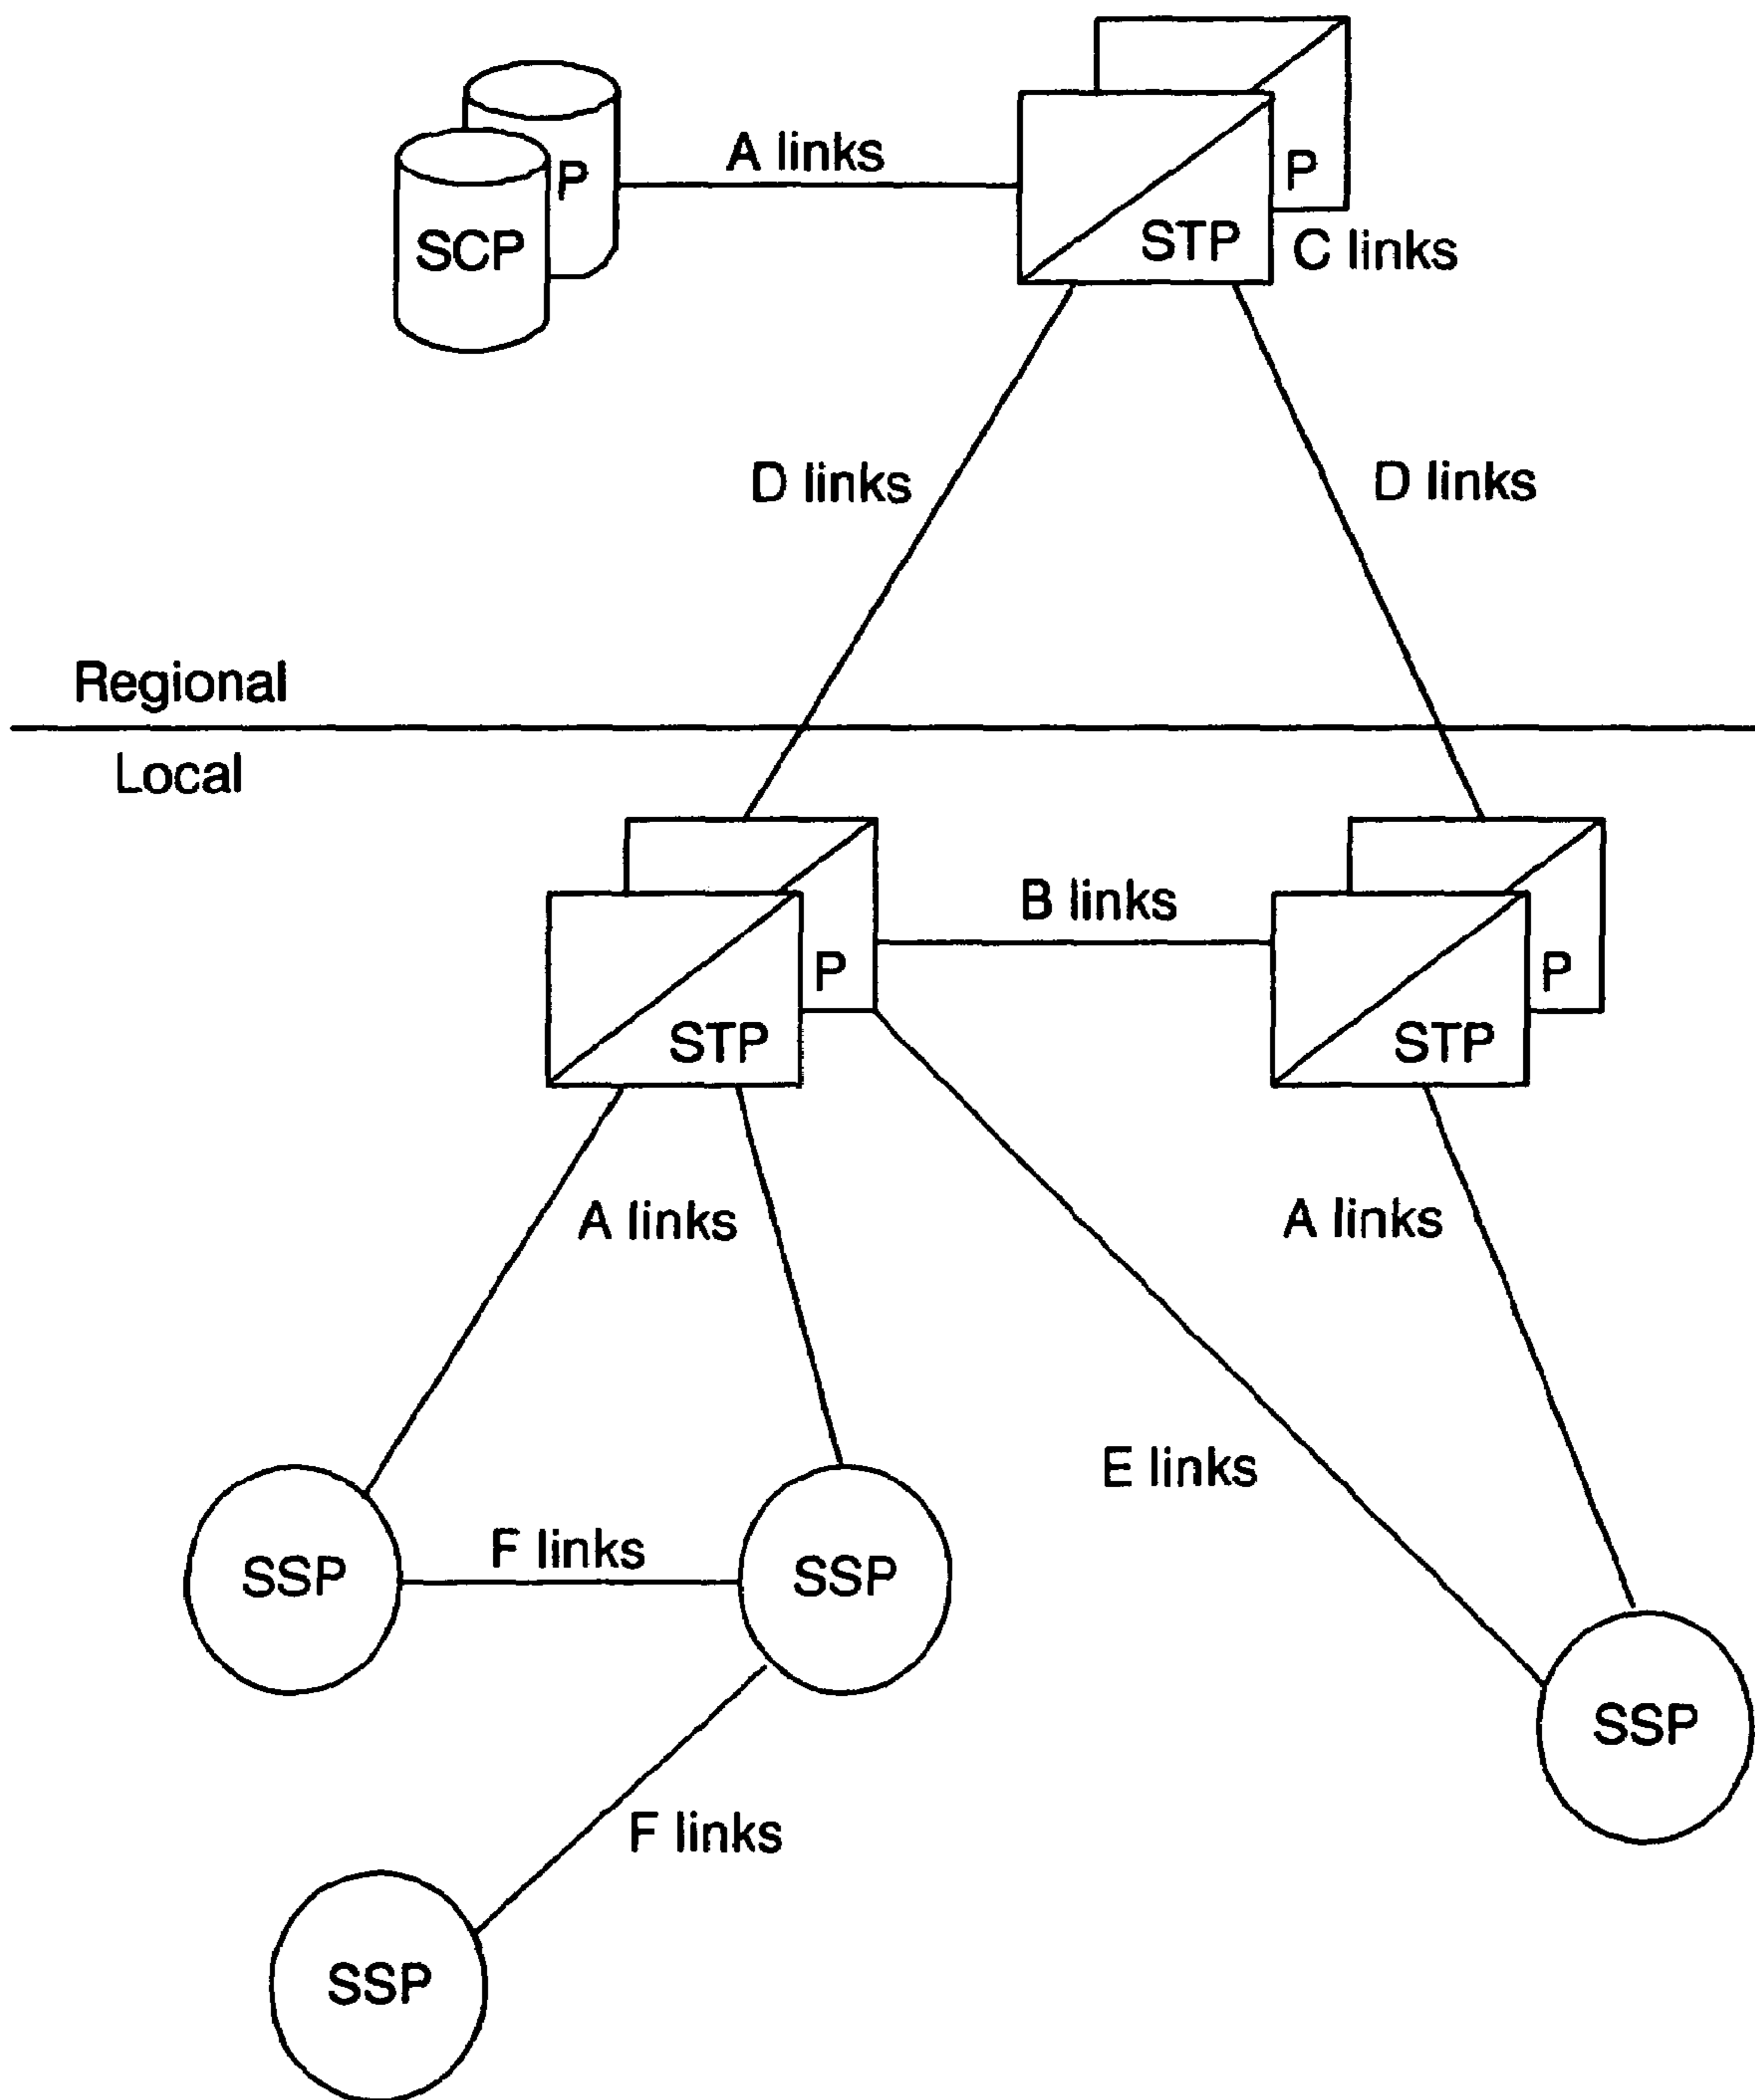 A links
P
P
SCP
STP
C links
D links
D links
Regional
Local
B links
P
P
STP
STP
A links
A links
E links
F links
SSP
SSP
SSP
F links
SSP